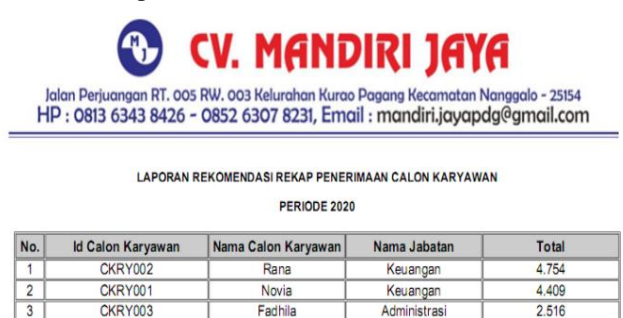 MJ CV. MANDIRI JAYA
Jalan Perjuangan RT. 005 RW. 003 Kelurahan Kurao Pagang Kecamatan Nanggalo - 25154
HP : 0813 6343 8426 - 0852 6307 8231, Email : mandiri.jayapdg@gmail.com
LAPORAN REKOMENDASI REKAP PENERIMAAN CALON KARYAWAN
PERIODE 2020
No. Id Calon Karyawan Nama Calon Karyawan Nama Jabatan Total
1 CKRY002 Rana Keuangan 4.754
2 CKRY001 Novia Keuangan 4.409
3 CKRY003 Fadhila Administrasi 2.516